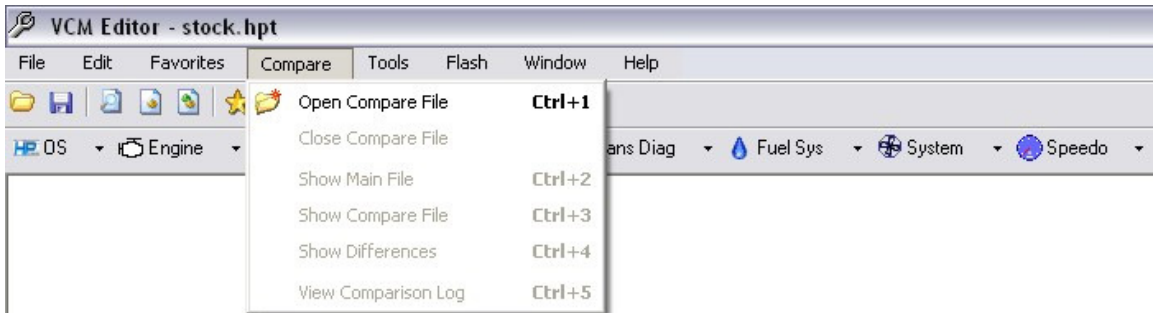 VCM Editor - stock.hpt
File Edit Favorites Compare Tools Flash Window Help
Open Compare File Ctrl+1
Close Compare File
HP OS Engine ans Diag Fuel Sys System Speedo
Show Main File Ctrl+2
Show Compare File Ctrl+3
Show Differences Ctrl+4
View Comparison Log Ctrl+5